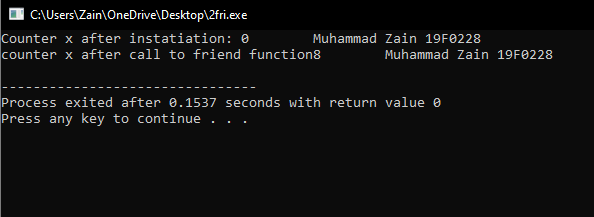 C:\Users\Zain\OneDrive\Desktop\2fri.exe
Counter x after instatiation: 0        Muhammad Zain 19F0228
counter x after call to friend function8        Muhammad Zain 19F0228
--------------------------------
Process exited after 0.1537 seconds with return value 0
Press any key to continue . . .